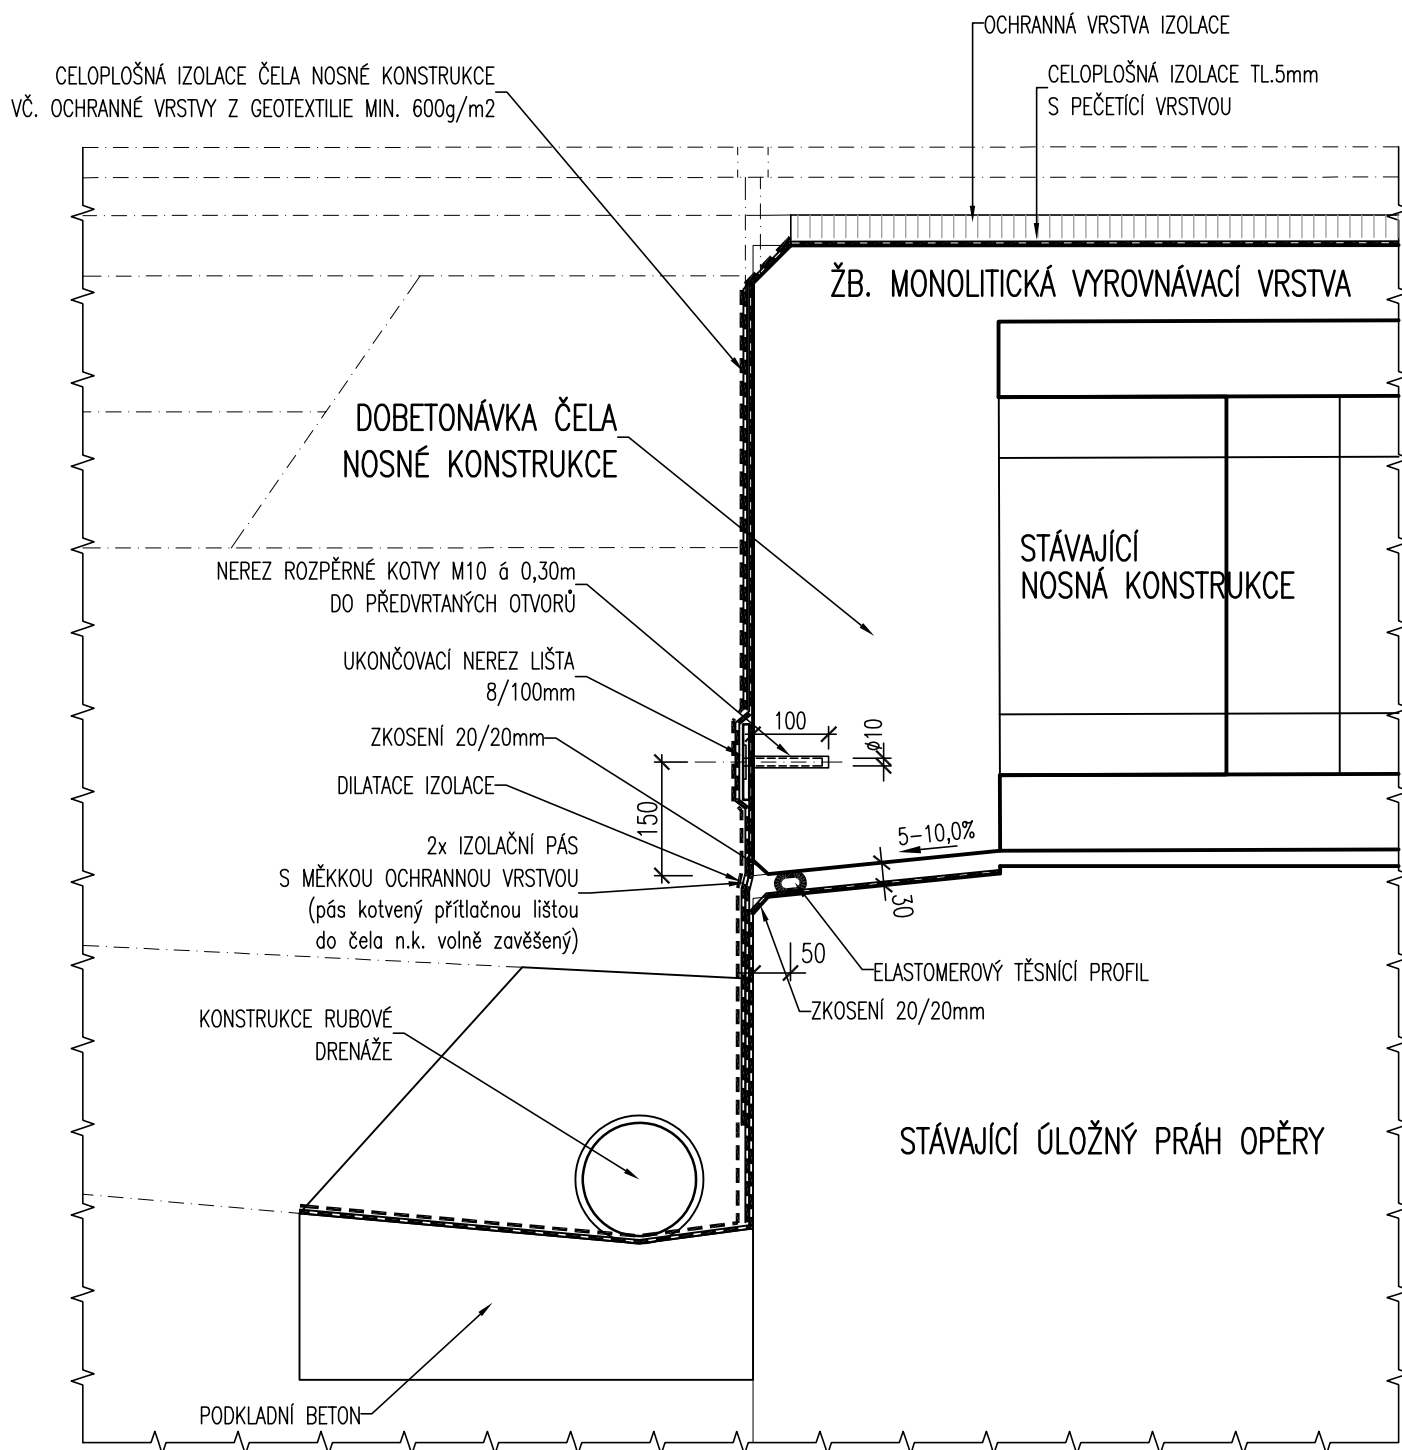 OCHRANNÁ VRSTVA IZOLACE
CELOPLOŠNÁ IZOLACE ČELA NOSNÉ KONSTRUKCE
VČ. OCHRANNÉ VRSTVY Z GEOTEXTILIE MIN. 600g/m2
CELOPLOŠNÁ IZOLACE TL.5mm
S PEČETÍCÍ VRSTVOU
ŽB. MONOLITICKÁ VYROVNÁVACÍ VRSTVA
DOBETONÁVKA ČELA
NOSNÉ KONSTRUKCE
STÁVAJÍCÍ
NOSNÁ KONSTRUKCE
NEREZ ROZPĚRNÉ KOTVY M10 á 0,30m
DO PŘEDVRTANÝCH OTVORŮ
UKONČOVACÍ NEREZ LIŠTA
8/100mm
ZKOSENÍ 20/20mm
DILATACE IZOLACE
2x IZOLAČNÍ PÁS
S MĚKKOU OCHRANNOU VRSTVOU
(pás kotvený přítlačnou lištou
do čela n.k. volně zavěšený)
100
ø10
150
5-10,0%
30
50
ELASTOMEROVÝ TĚSNÍCÍ PROFIL
ZKOSENÍ 20/20mm
KONSTRUKCE RUBOVÉ
DRENÁŽE
STÁVAJÍCÍ ÚLOŽNÝ PRÁH OPĚRY
PODKLADNÍ BETON